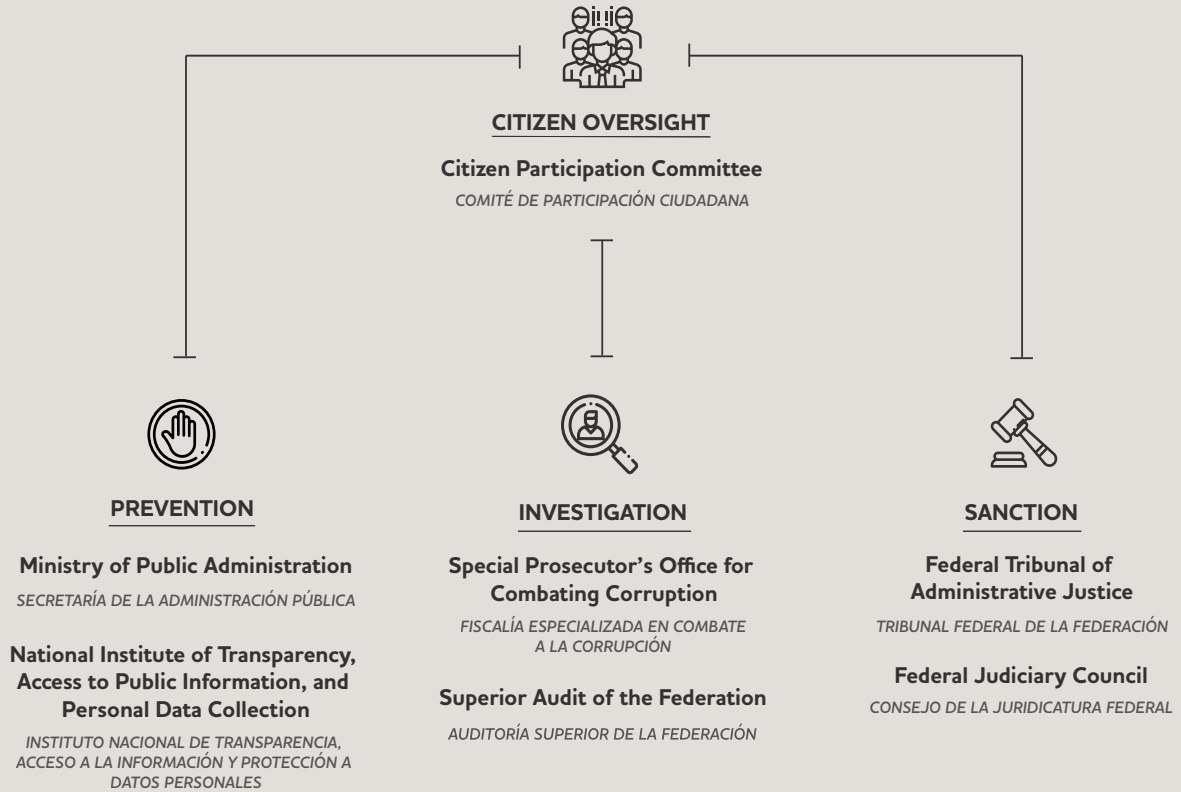 CITIZEN OVERSIGHT
Citizen Participation Committee
COMITÉ DE PARTICIPACIÓN CIUDADANA
PREVENTION
Ministry of Public Administration
SECRETARÍA DE LA ADMINISTRACIÓN PÚBLICA
National Institute of Transparency,
Access to Public Information, and
Personal Data Collection
INSTITUTO NACIONAL DE TRANSPARENCIA,
ACCESO A LA INFORMACIÓN Y PROTECCIÓN A
DATOS PERSONALES
INVESTIGATION
Special Prosecutor’s Office for
Combating Corruption
FISCALÍA ESPECIALIZADA EN COMBATE
A LA CORRUPCIÓN
Superior Audit of the Federation
AUDITORÍA SUPERIOR DE LA FEDERACIÓN
SANCTION
Federal Tribunal of
Administrative Justice
TRIBUNAL FEDERAL DE LA FEDERACIÓN
Federal Judiciary Council
CONSEJO DE LA JURIDICATURA FEDERAL